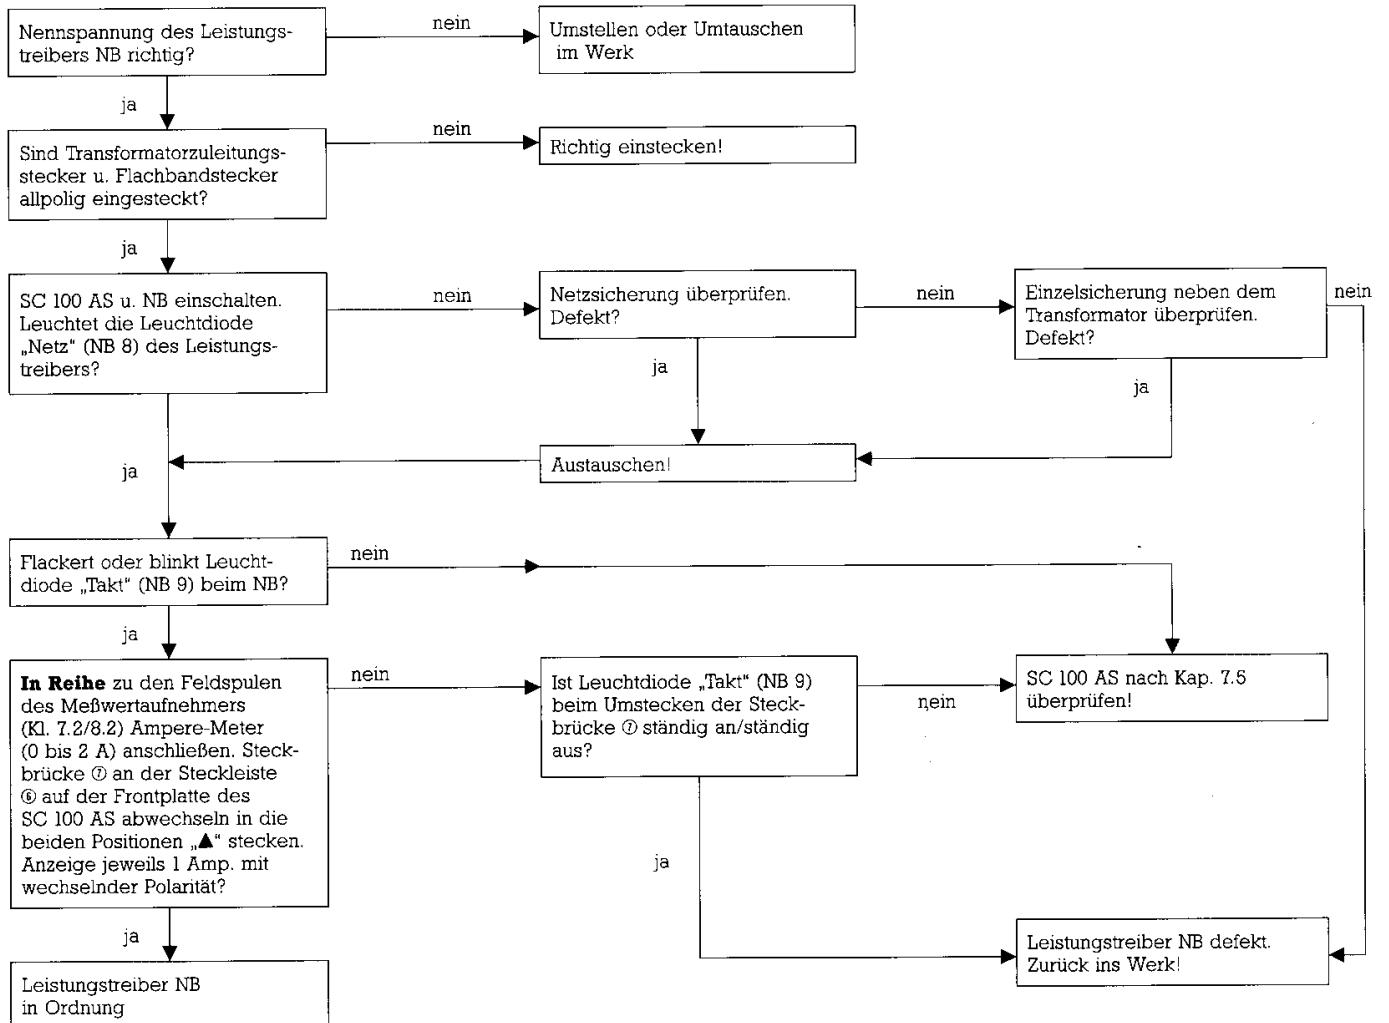 Nennspannung des Leistungs-
treibers NB richtig?
nein
Umstellen oder Umtauschen
im Werk
ja
Sind Transformatorzuleitungs-
stecker u. Flachbandstecker
allpolig eingesteckt?
nein
Richtig einstecken!
ja
SC 100 AS u. NB einschalten.
Leuchtet die Leuchtdiode
„Netz“ (NB 8) des Leistungs-
treibers?
nein
Netzsicherung überprüfen.
Defekt?
nein
Einzelsicherung neben dem
Transformator überprüfen.
Defekt?
nein
ja
ja
Austauschen!
ja
Flackert oder blinkt Leucht-
diode „Takt“ (NB 9) beim NB?
nein
ja
In Reihe zu den Feldspulen
des Meßwertaufnehmers
(Kl. 7.2/8.2) Ampere-Meter
(0 bis 2 A) anschließen. Steck-
brücke ⑦ an der Steckleiste
⑥ auf der Frontplatte des
SC 100 AS abwechseln in die
beiden Positionen „▲“ stecken.
Anzeige jeweils 1 Amp. mit
wechselnder Polarität?
nein
Ist Leuchtdiode „Takt“ (NB 9)
beim Umstecken der Steck-
brücke ⑦ ständig an/ständig
aus?
nein
SC 100 AS nach Kap. 7.5
überprüfen!
ja
ja
Leistungstreiber NB defekt.
Zurück ins Werk!
Leistungstreiber NB
in Ordnung